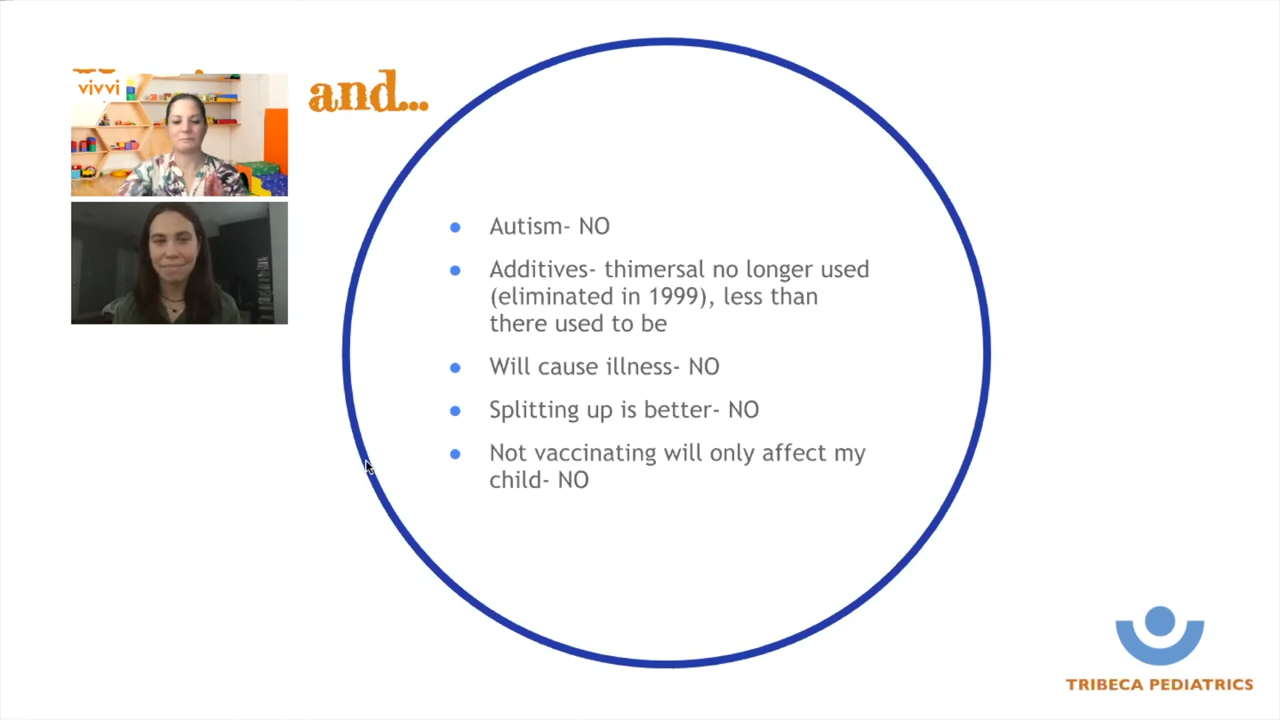 vivvi
and...
Autism- NO
Additives- thimersal no longer used
(eliminated in 1999), less than
there used to be
Will cause illness- NO
Splitting up is better- NO
Not vaccinating will only affect my
child- NO
TRIBECA PEDIATRICS